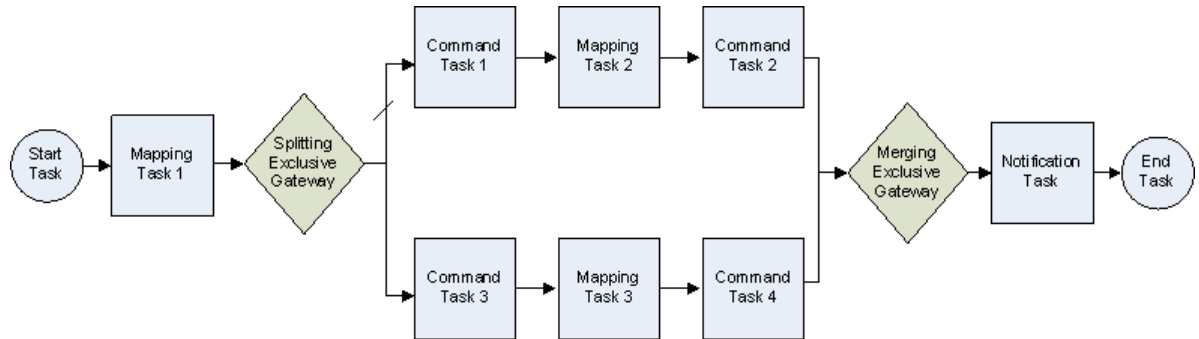 Start
Task
Mapping
Task 1
Splitting
Exclusive
Gateway
Command
Task 1
Mapping
Task 2
Command
Task 2
Command
Task 3
Mapping
Task 3
Command
Task 4
Merging
Exclusive
Gateway
Notification
Task
End
Task